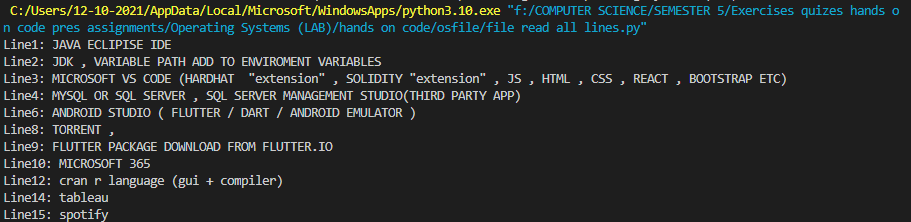 C:/Users/12-10-2021/AppData/Local/Microsoft/WindowsApps/python3.10.exe "f:/COMPUTER SCIENCE/SEMESTER 5/Exercises quizes hands o
n code pres assignments/Operating Systems (LAB)/hands on code/osfile/file read all lines.py"
Line1: JAVA ECLIPISE IDE
Line2: JDK , VARIABLE PATH ADD TO ENVIROMENT VARIABLES
Line3: MICROSOFT VS CODE (HARDHAT  "extension" , SOLIDITY "extension" , JS , HTML , CSS , REACT , BOOTSTRAP ETC)
Line4: MYSQL OR SQL SERVER , SQL SERVER MANAGEMENT STUDIO(THIRD PARTY APP)
Line6: ANDROID STUDIO ( FLUTTER / DART / ANDROID EMULATOR )
Line8: TORRENT ,
Line9: FLUTTER PACKAGE DOWNLOAD FROM FLUTTER.IO
Line10: MICROSOFT 365
Line12: cran r language (gui + compiler)
Line14: tableau
Line15: spotify